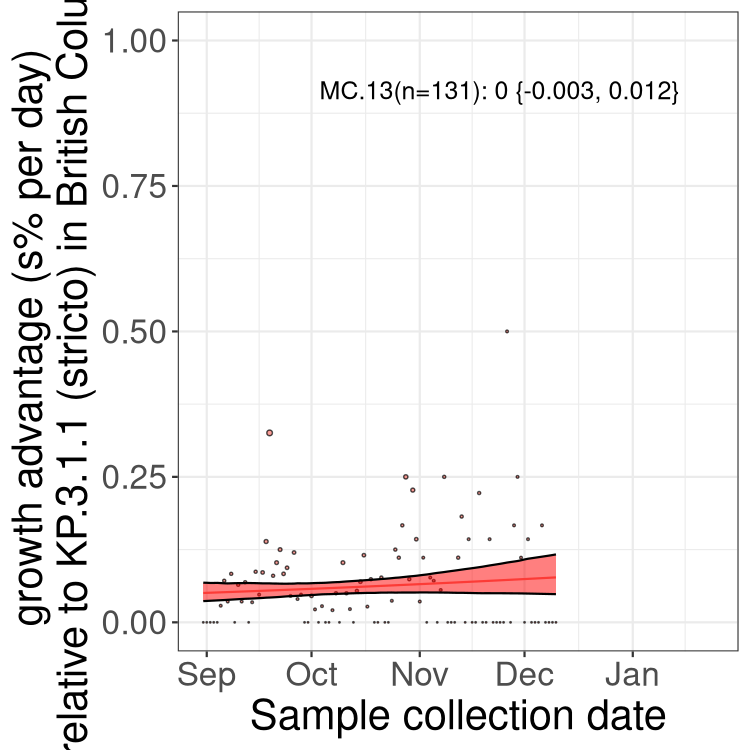 growth advantage (s% per day)
relative to KP.3.1.1 (stricto) in British Colu
1.00
0.75
0.50
0.25
0.00
MC.13(n=131): 0 {-0.003, 0.012}
Sep Oct Nov Dec Jan
Sample collection date